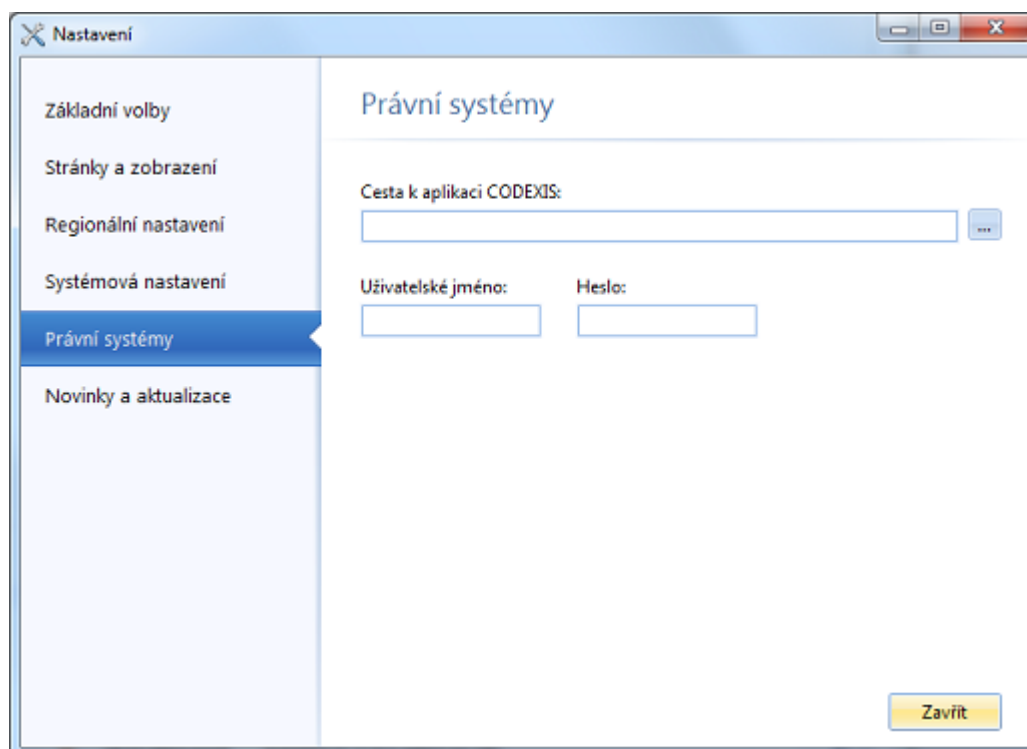 Nastavení
Základní volby
Stránky a zobrazení
Regionální nastavení
Systémová nastavení
Právní systémy
Novinky a aktualizace
Právní systémy
Cesta k aplikaci CODEXIS:
...
Uživatelské jméno: Heslo:
Zavřít